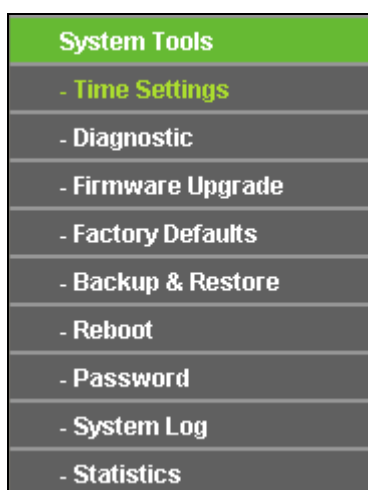 System Tools
- Time Settings
- Diagnostic
- Firmware Upgrade
- Factory Defaults
- Backup & Restore
- Reboot
- Password
- System Log
- Statistics